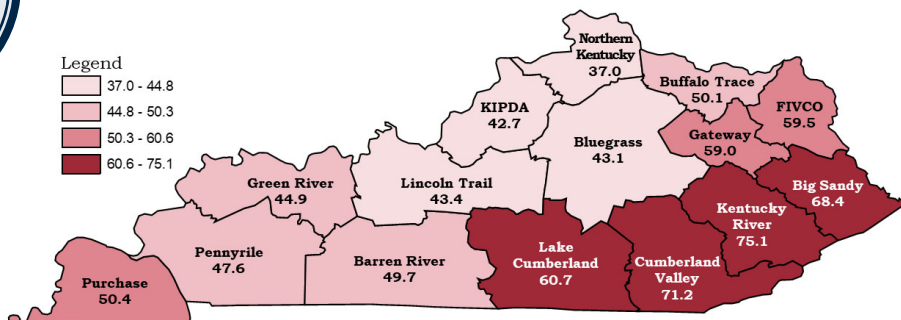 Northern
Kentucky
37.0
Legend
37.0 - 44.8
44.8 - 50.3
50.3 - 60.6
60.6 - 75.1
Buffalo Trace
50.1
KIPDA
42.7
FIVCO
59.5
Bluegrass
43.1
Gateway
59.0
Green River
44.9
Lincoln Trail
43.4
Big Sandy
68.4
Kentucky
River
75.1
Pennyrile
47.6
Barren River
49.7
Lake
Cumberland
60.7
Cumberland
Valley
71.2
Purchase
50.4